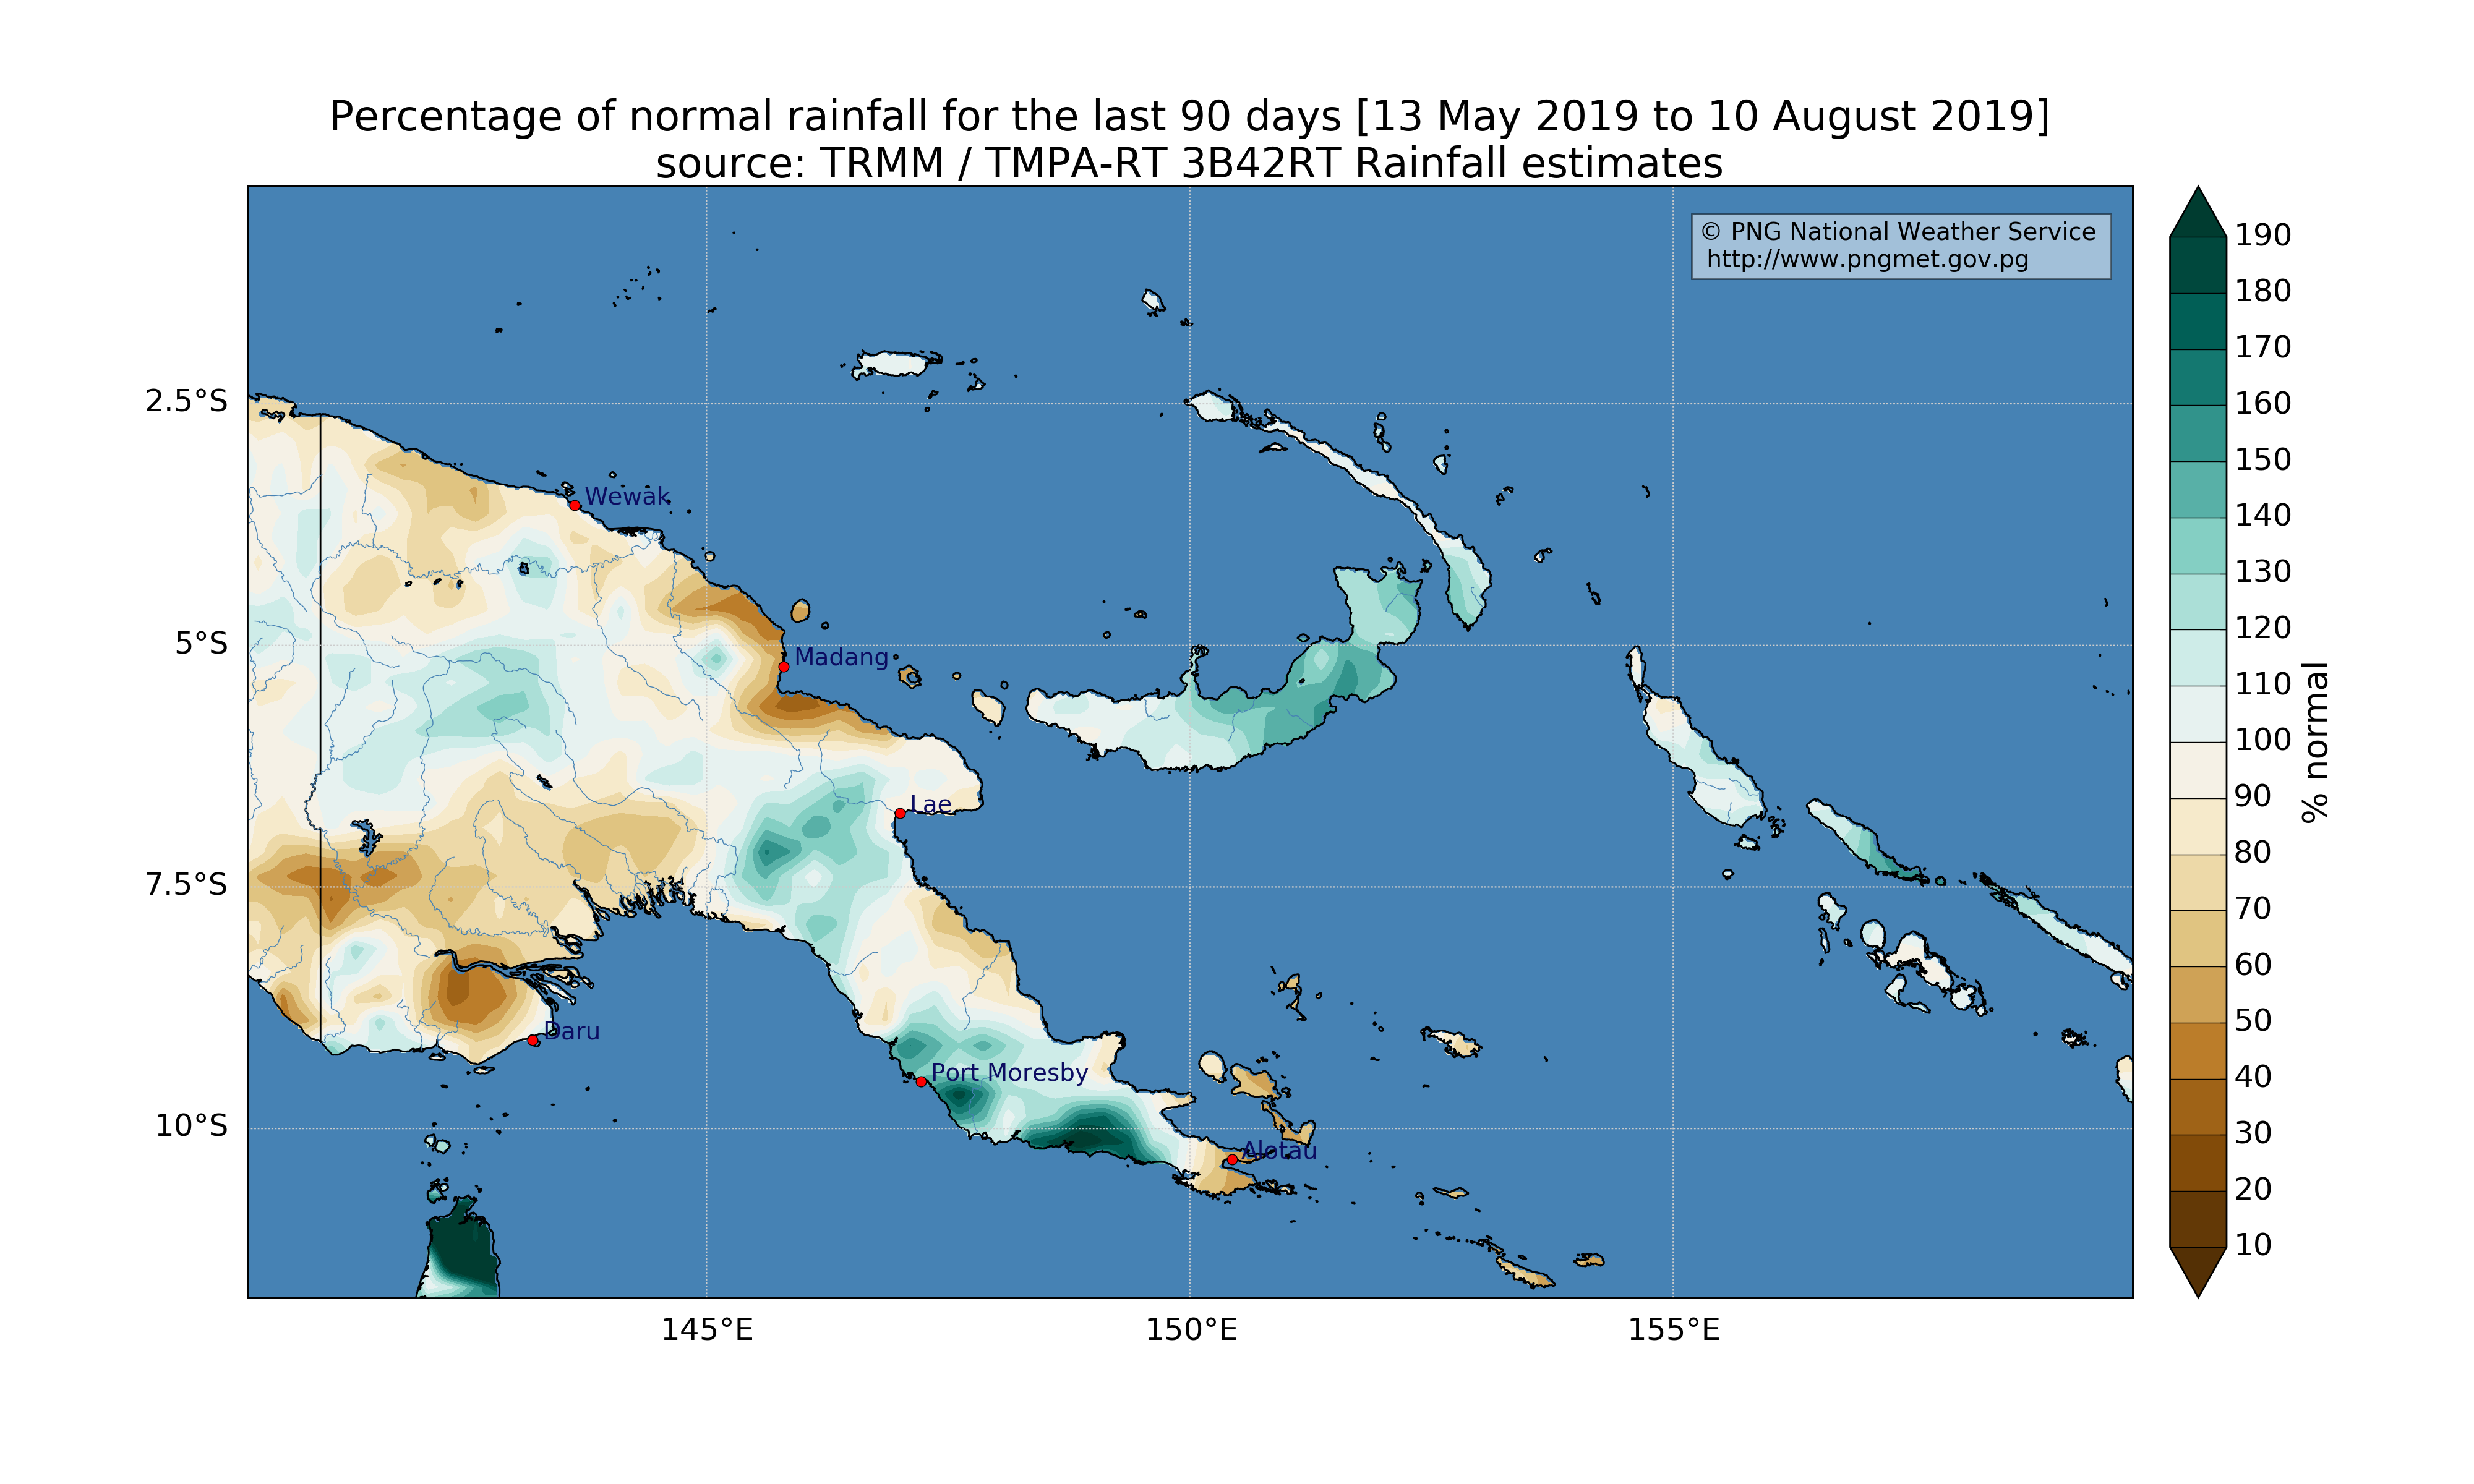 Percentage of normal rainfall for the last 90 days [13 May 2019 to 10 August 2019]
source: TRMM / TMPA-RT 3B42RT Rainfall estimates
© PNG National Weather Service
http://www.pngmet.gov.pg
2.5°S
5°S
7.5°S
10°S
Wewak
Madang
Lae
Daru
Port Moresby
Alotau
145°E
150°E
155°E
190
180
170
160
150
140
130
120
110
100
90
80
70
60
50
40
30
20
10
% normal